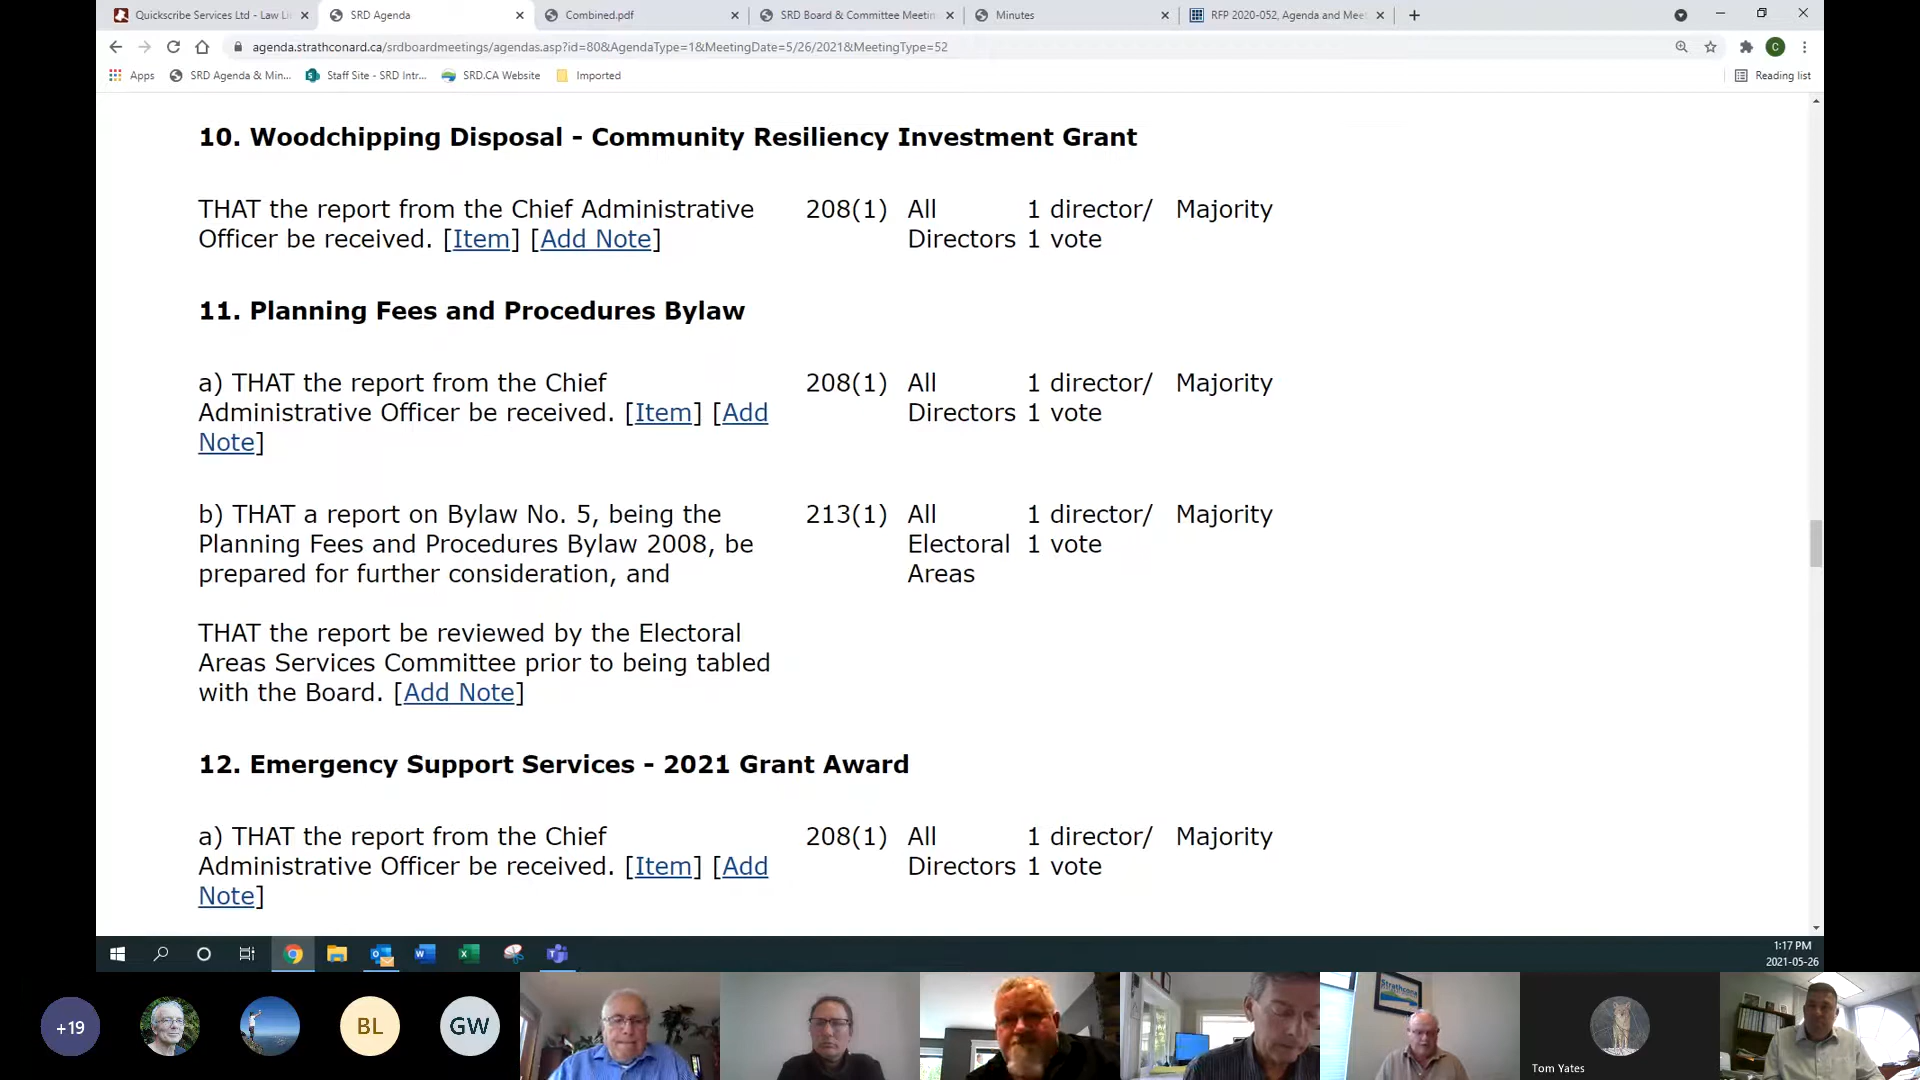 Quickscribe Services Ltd - Law Li
SRD Agenda
Combined.pdf
SRD Board & Committee Meetin
Minutes
RFP 2020-052, Agenda and Mee
agenda.strathconard.ca/srdboardmeetings/agendas.asp?id=80&AgendaType=1&MeetingDate=5/26/2021&MeetingType=52
C
Apps
SRD Agenda & Min...
Staff Site - SRD Intr...
SRD.CA Website
Imported
Reading list
10. Woodchipping Disposal - Community Resiliency Investment Grant
THAT the report from the Chief Administrative 208(1) All 1 director/ Majority
Officer be received. [Item] [Add Note] Directors 1 vote
11. Planning Fees and Procedures Bylaw
a) THAT the report from the Chief 208(1) All 1 director/ Majority
Administrative Officer be received. [Item] [Add Directors 1 vote
Note]
b) THAT a report on Bylaw No. 5, being the 213(1) All 1 director/ Majority
Planning Fees and Procedures Bylaw 2008, be Electoral 1 vote
prepared for further consideration, and Areas
THAT the report be reviewed by the Electoral
Areas Services Committee prior to being tabled
with the Board. [Add Note]
12. Emergency Support Services - 2021 Grant Award
a) THAT the report from the Chief 208(1) All 1 director/ Majority
Administrative Officer be received. [Item] [Add Directors 1 vote
Note]
1:17 PM
2021-05-26
+19
BL
GW
Strathcona
Tom Yates